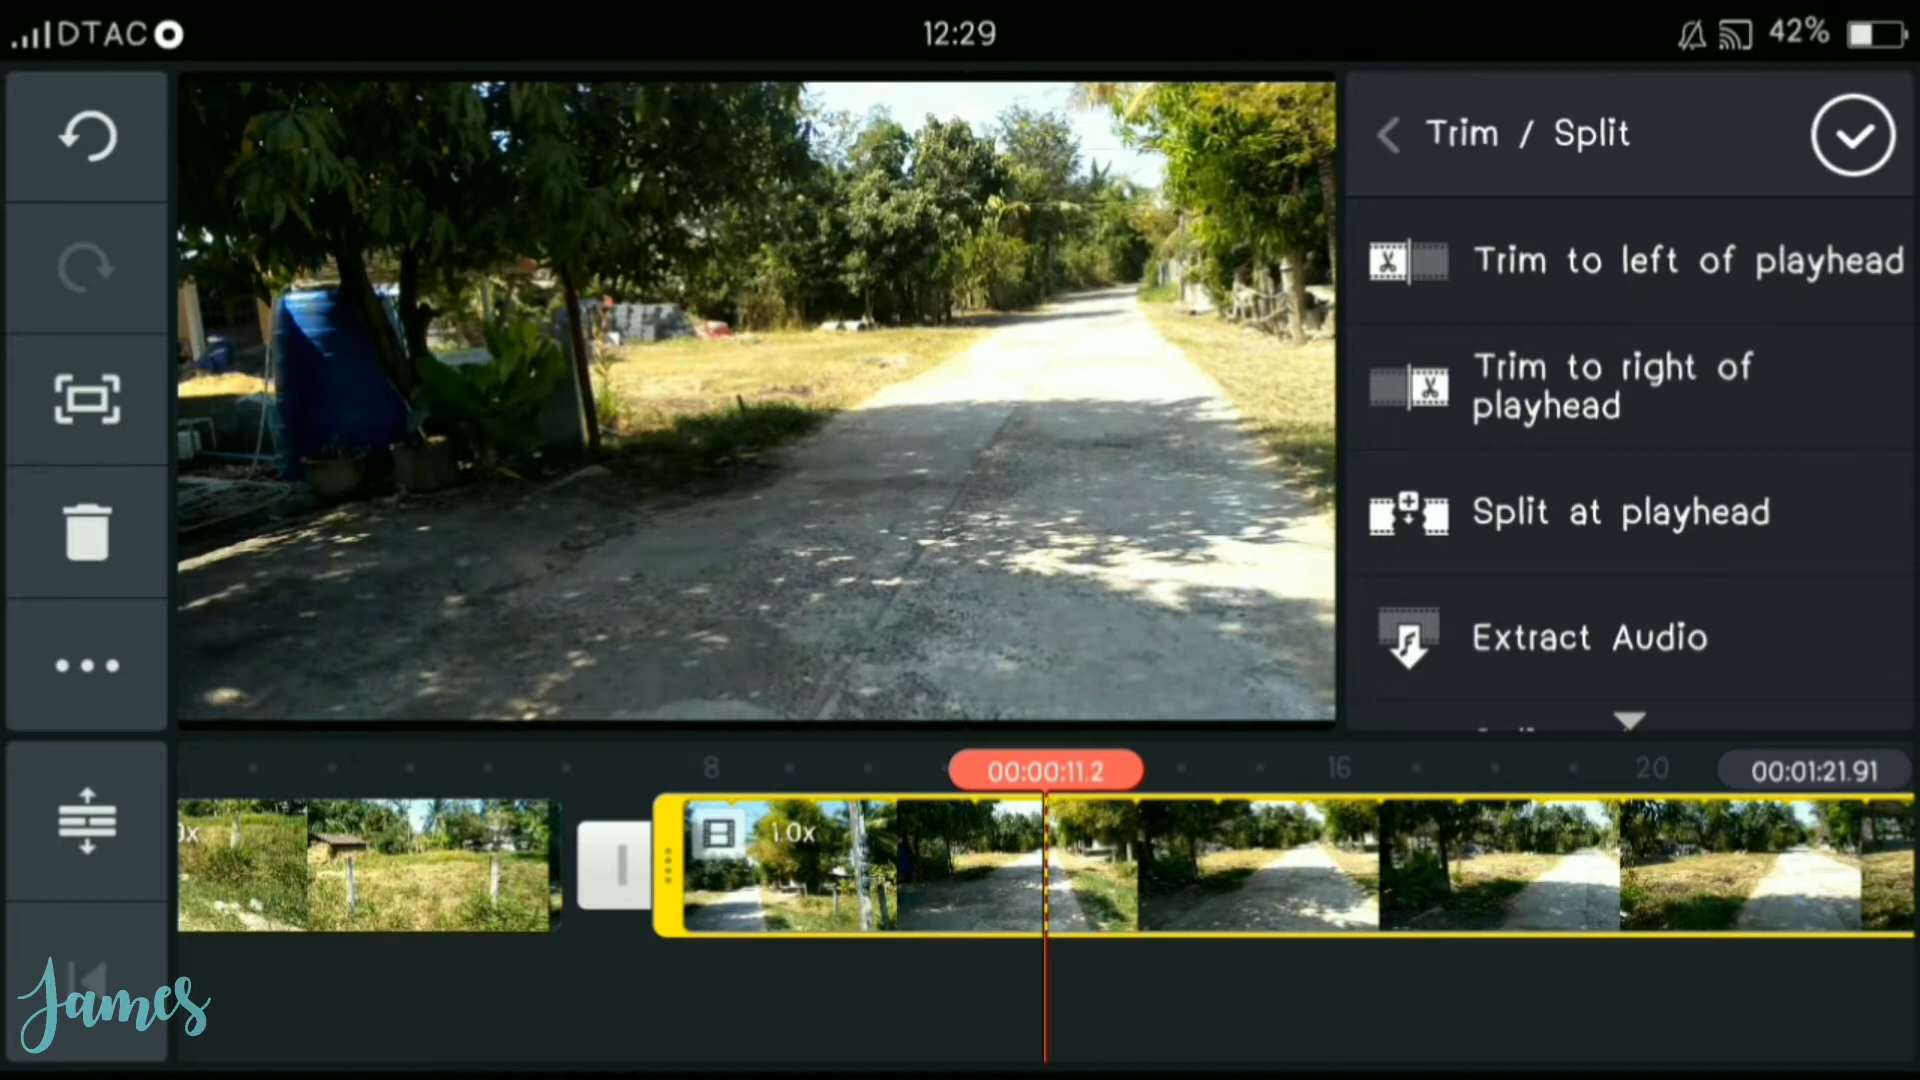 DTAC
12:29
42%
Trim / Split
Trim to left of playhead
Trim to right of
playhead
Split at playhead
Extract Audio
8
00:00:11.2
16
20
00:01:21.91
1.0x
James